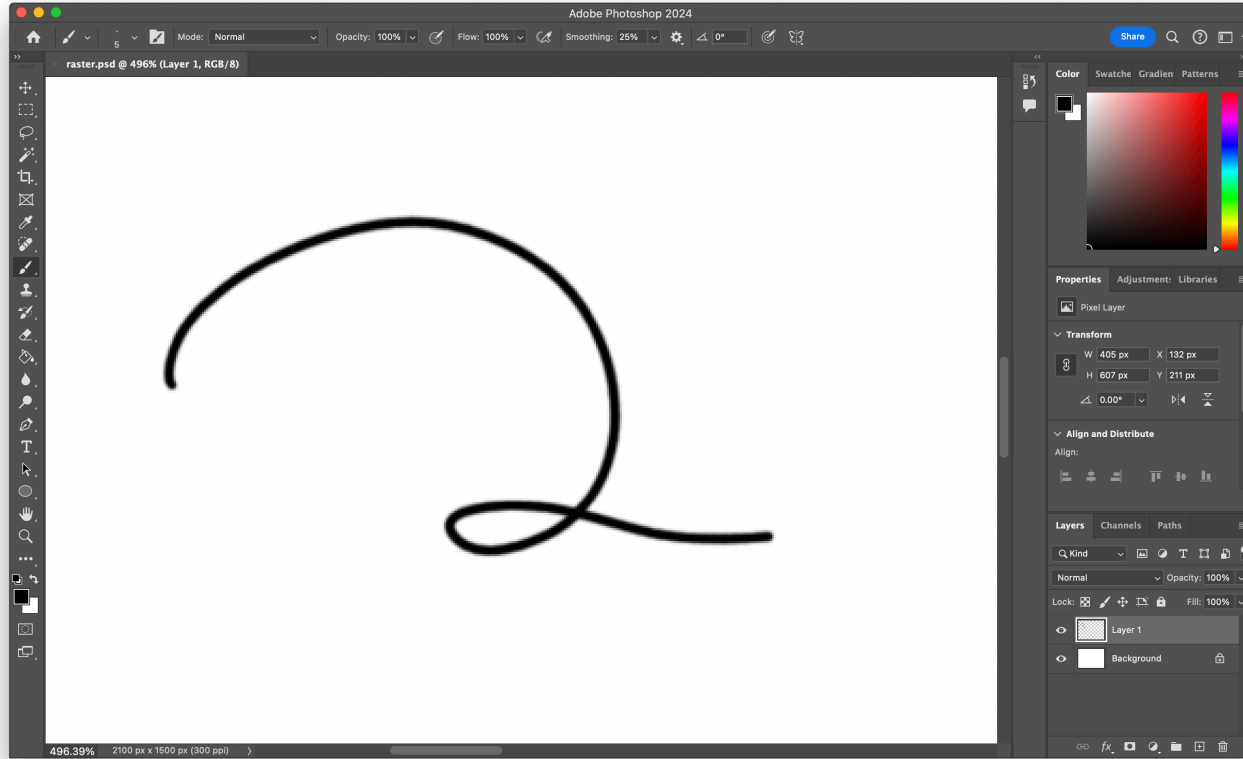 Adobe Photoshop 2024
5 Mode: Normal Opacity: 100% Flow: 100% Smoothing: 25% 0° Share
raster.psd @ 496% (Layer 1, RGB/8)
Color Swatche Gradien Patterns
Properties Adjustment: Libraries
Pixel Layer
Transform
W 405 px X 132 px
H 607 px Y 211 px
0.00°
Align and Distribute
Align:
Layers Channels Paths
Kind
Normal Opacity: 100%
Lock: Fill: 100%
Layer 1
Background
496.39% 2100 px x 1500 px (300 ppi)